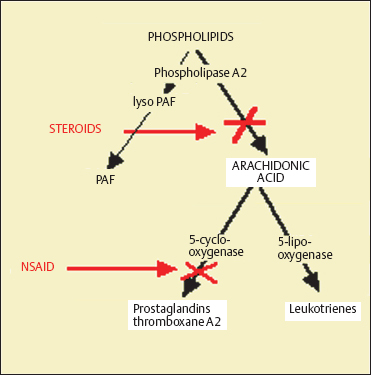 PHOSPHOLIPIDS
Phospholipase A2
lyso PAF
STEROIDS
PAF
ARACHIDONIC
ACID
5-cyclo-
oxygenase
5-lipo-
oxygenase
NSAID
Prostaglandins
thromboxane A2
Leukotrienes